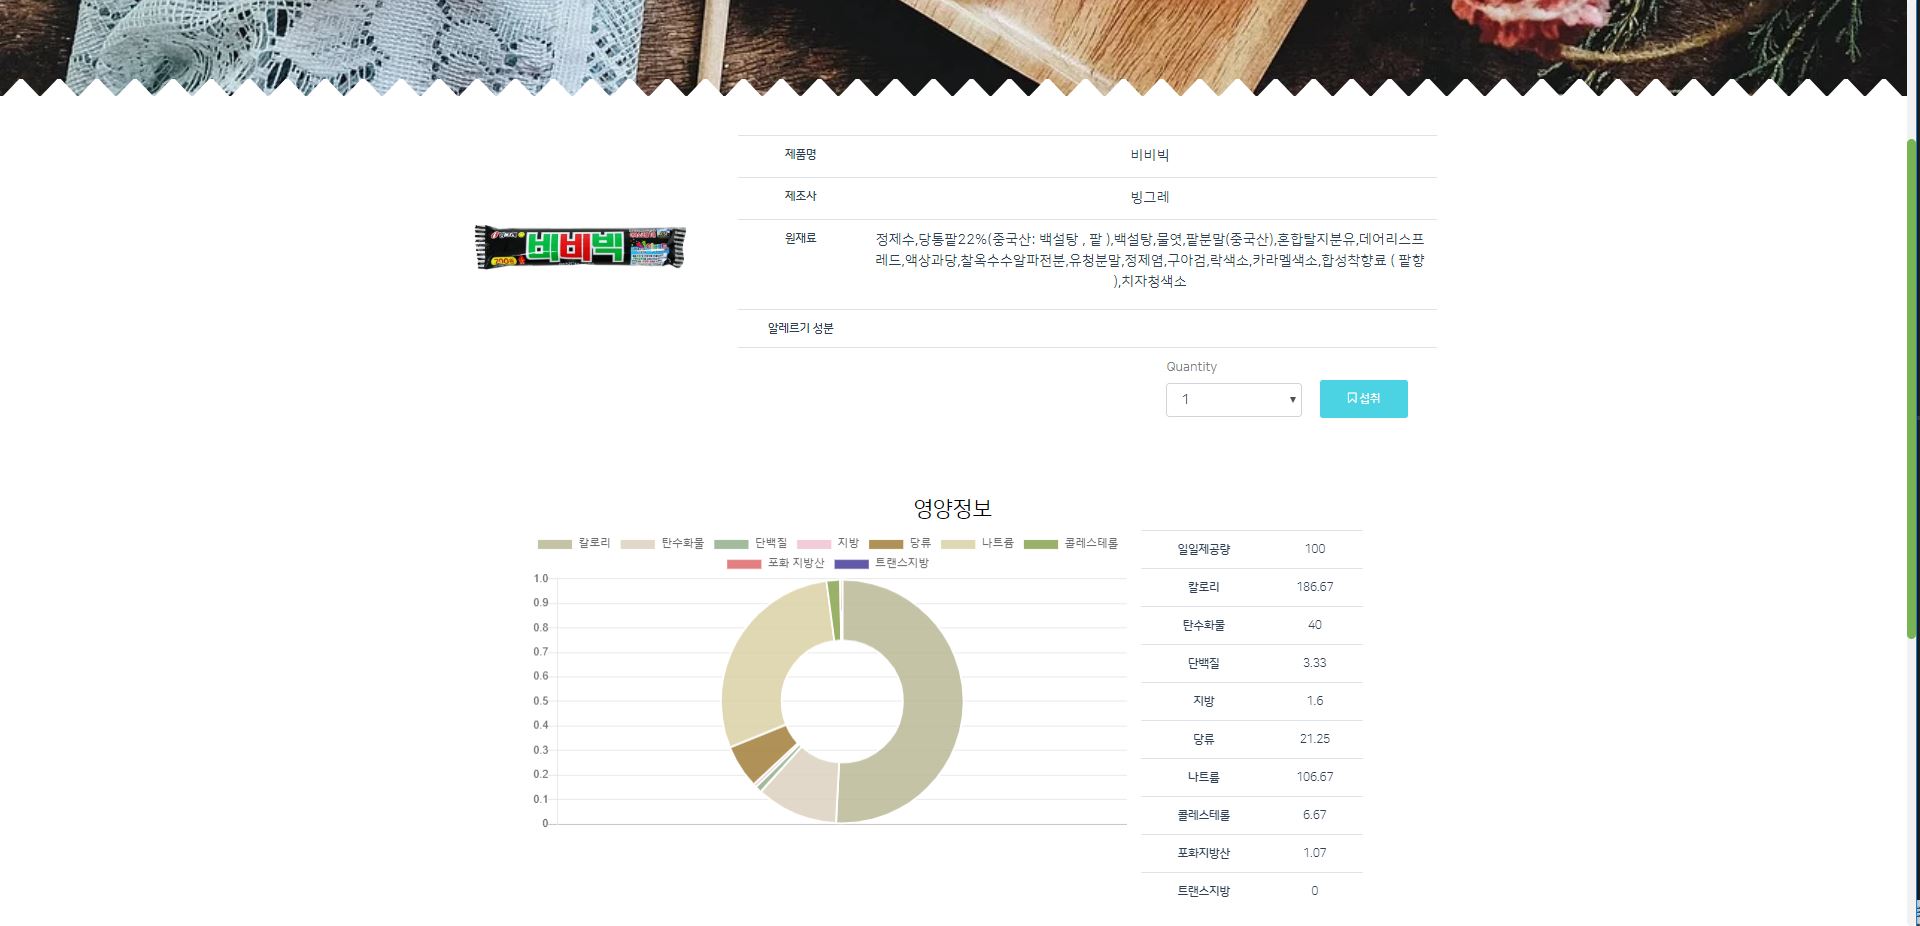 비비빅
제품명 비비빅
제조사 빙그레
원재료 정제수,당통팥22%(중국산: 백설탕 , 팥 ),백설탕,물엿,팥분말(중국산),혼합탈지분유,데어리스프
레드,액상과당,찰옥수수알파전분,유청분말,정제염,구아검,락색소,카라멜색소,합성착향료 ( 팥향
),치자청색소
알레르기 성분
Quantity
1 섭취
영양정보
칼로리 탄수화물 단백질 지방 당류 나트륨 콜레스테롤
포화 지방산 트랜스지방
1.0
0.9
0.8
0.7
0.6
0.5
0.4
0.3
0.2
0.1
0
일일제공량 100
칼로리 186.67
탄수화물 40
단백질 3.33
지방 1.6
당류 21.25
나트륨 106.67
콜레스테롤 6.67
포화지방산 1.07
트랜스지방 0